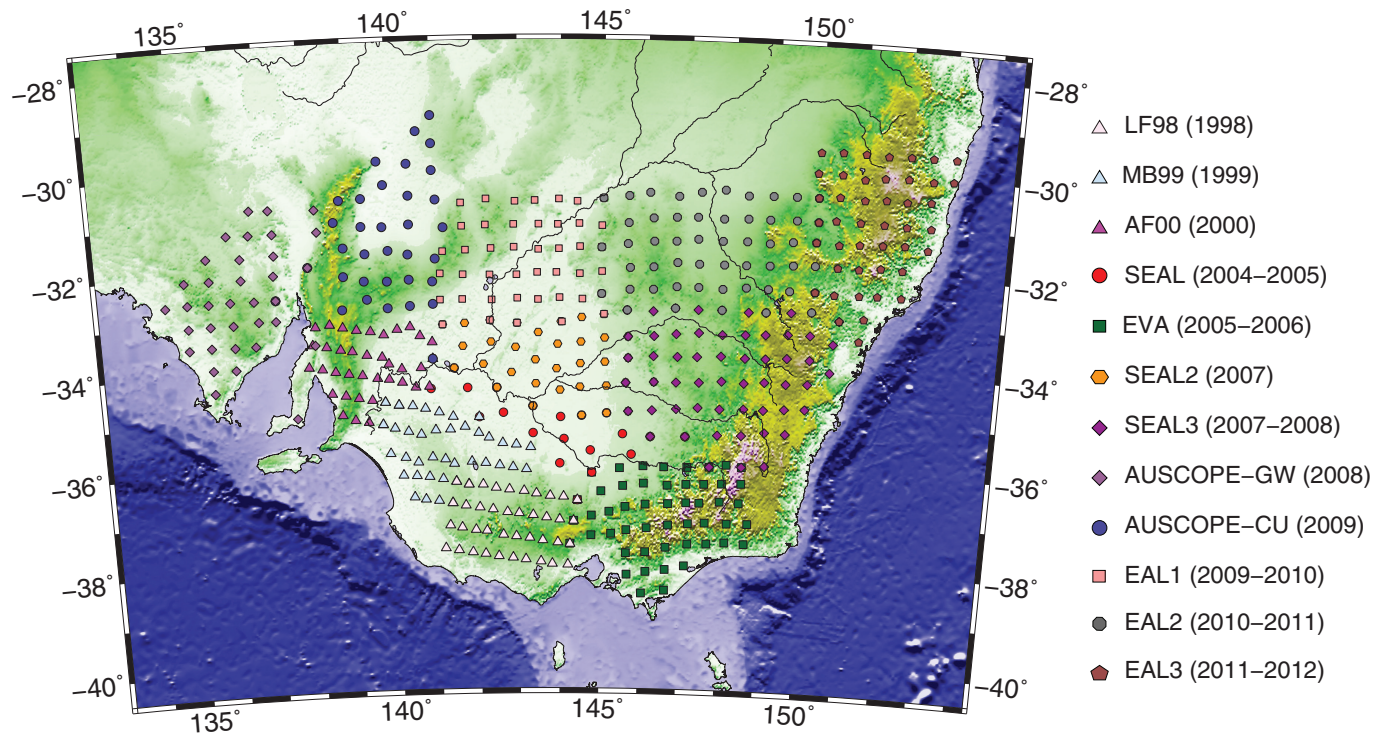 135° 140° 145° 150°
−28° −28°
−30° −30°
−32° −32°
−34° −34°
−36° −36°
−38° −38°
−40° −40°
135° 140° 145° 150°
LF98 (1998)
MB99 (1999)
AF00 (2000)
SEAL (2004−2005)
EVA (2005−2006)
SEAL2 (2007)
SEAL3 (2007−2008)
AUSCOPE−GW (2008)
AUSCOPE−CU (2009)
EAL1 (2009−2010)
EAL2 (2010−2011)
EAL3 (2011−2012)